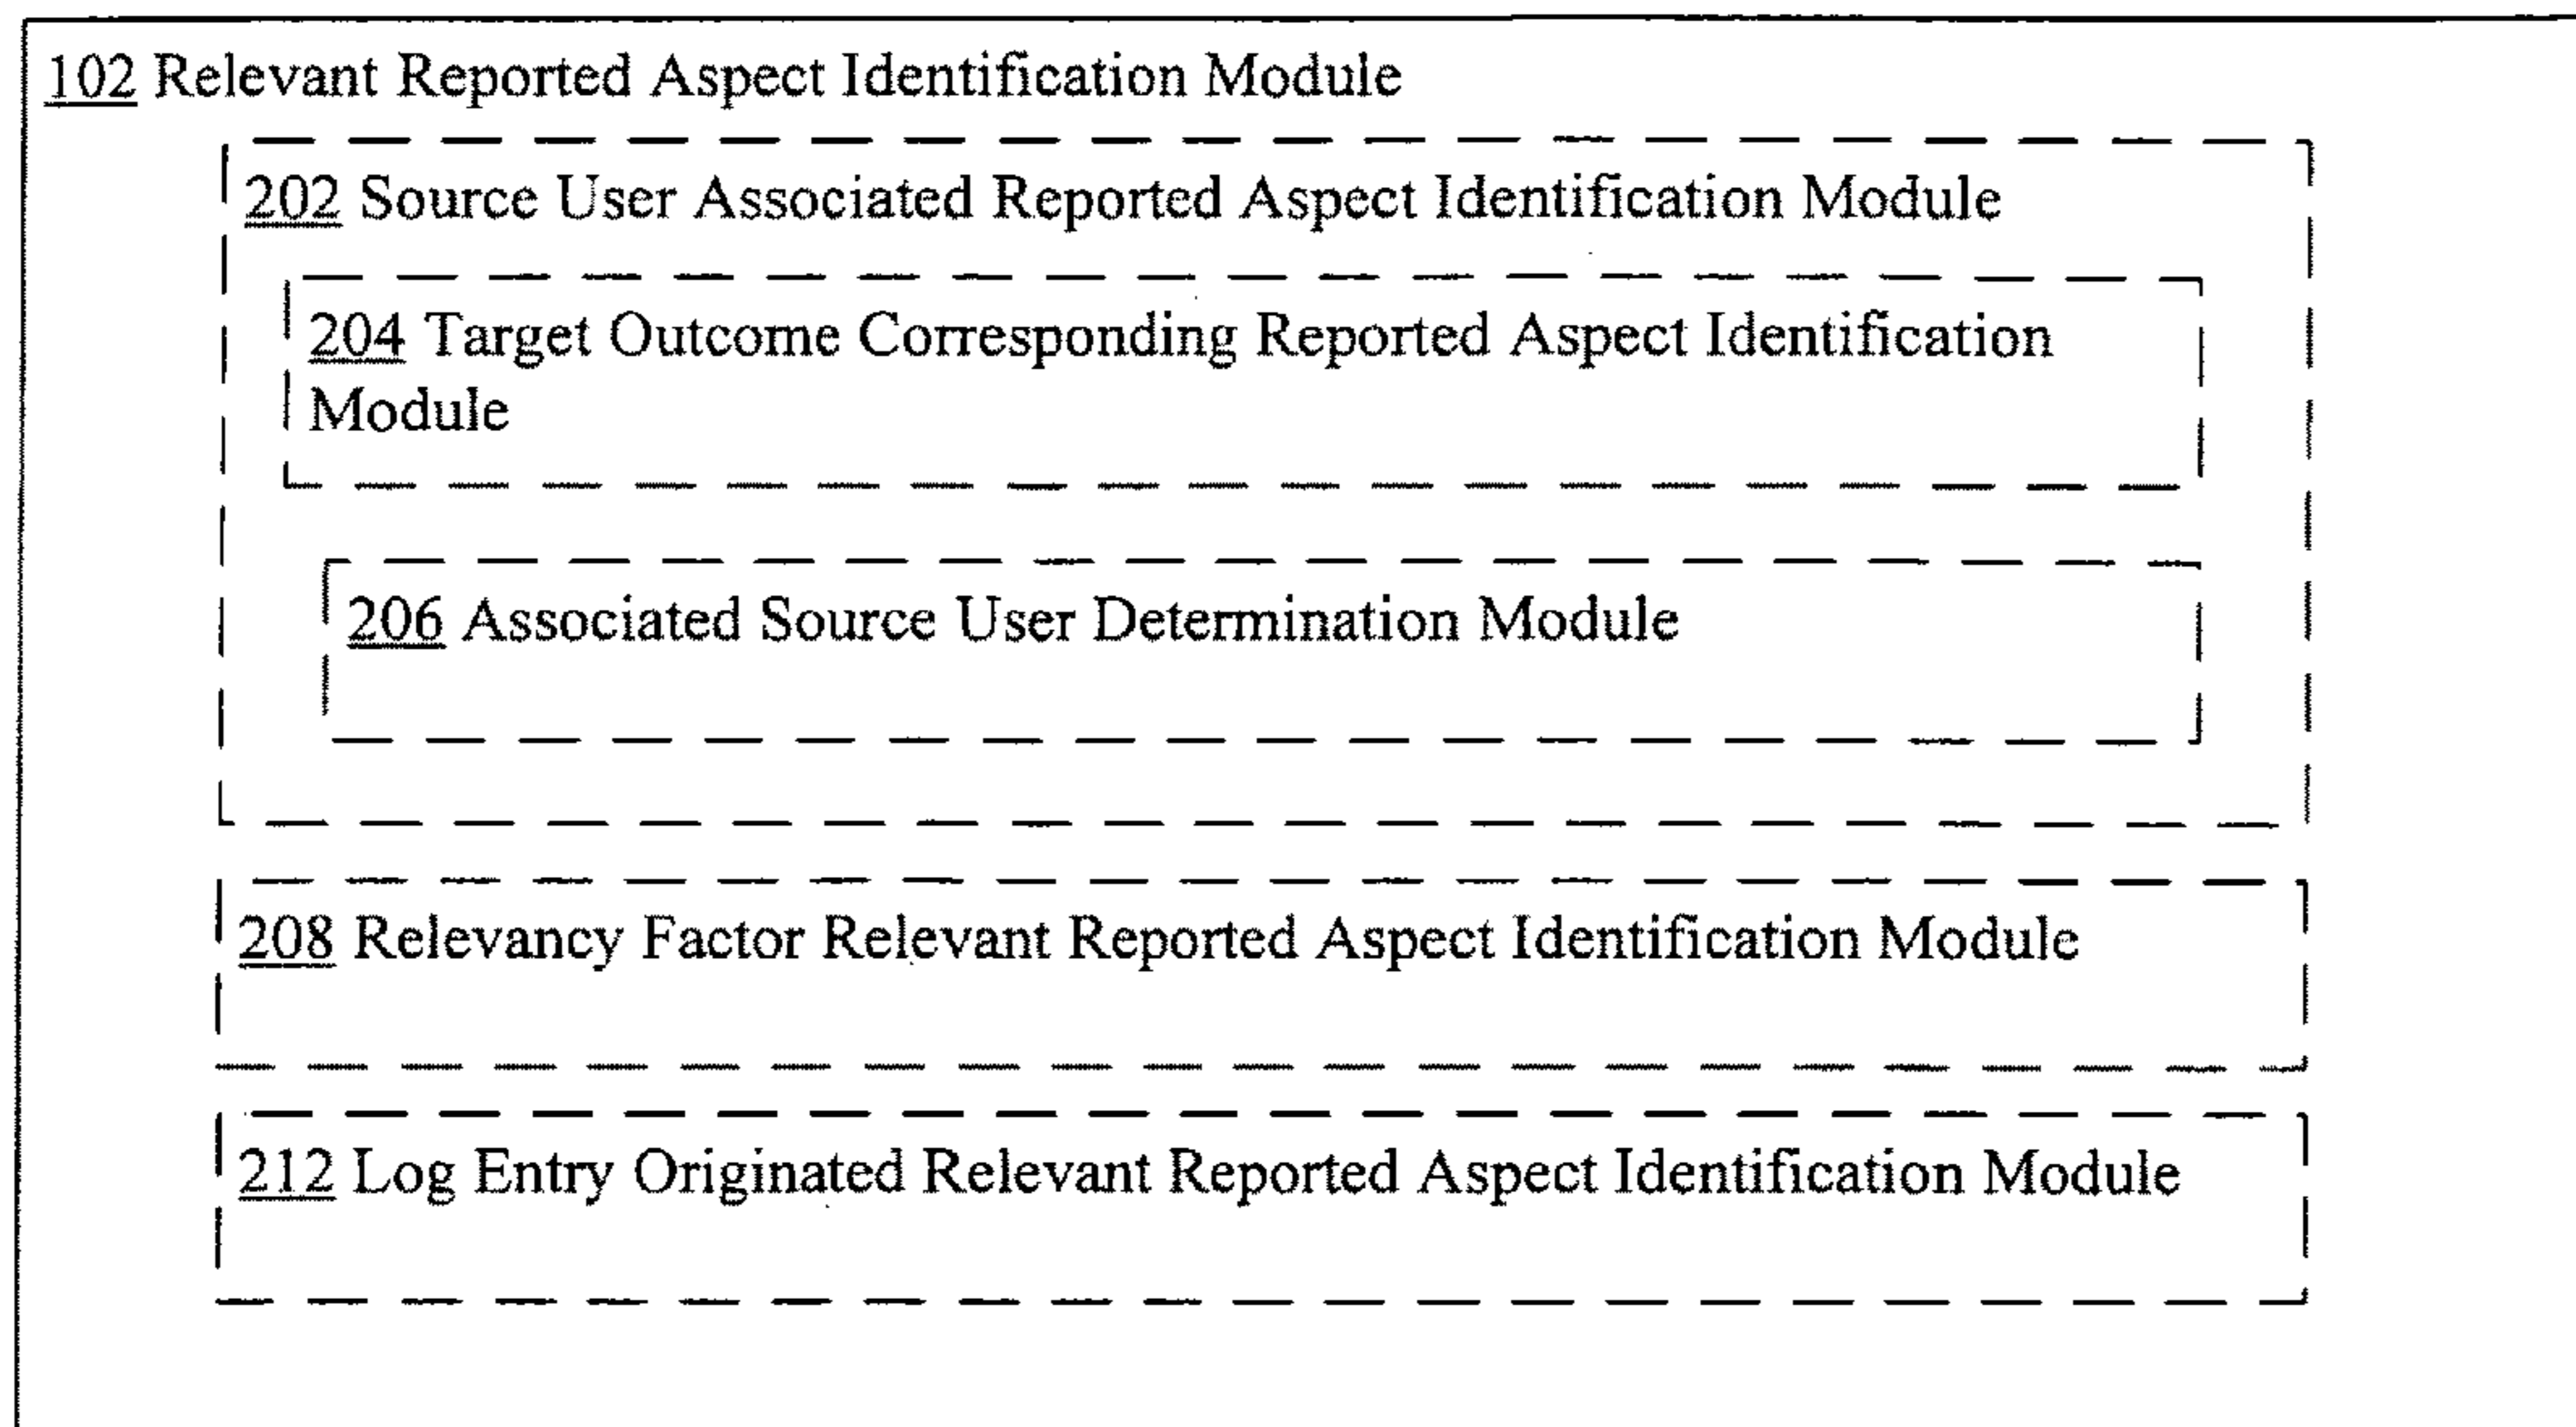 102 Relevant Reported Aspect Identification Module
202 Source User Associated Reported Aspect Identification Module
204 Target Outcome Corresponding Reported Aspect Identification
Module
206 Associated Source User Determination Module
208 Relevancy Factor Relevant Reported Aspect Identification Module
212 Log Entry Originated Relevant Reported Aspect Identification Module